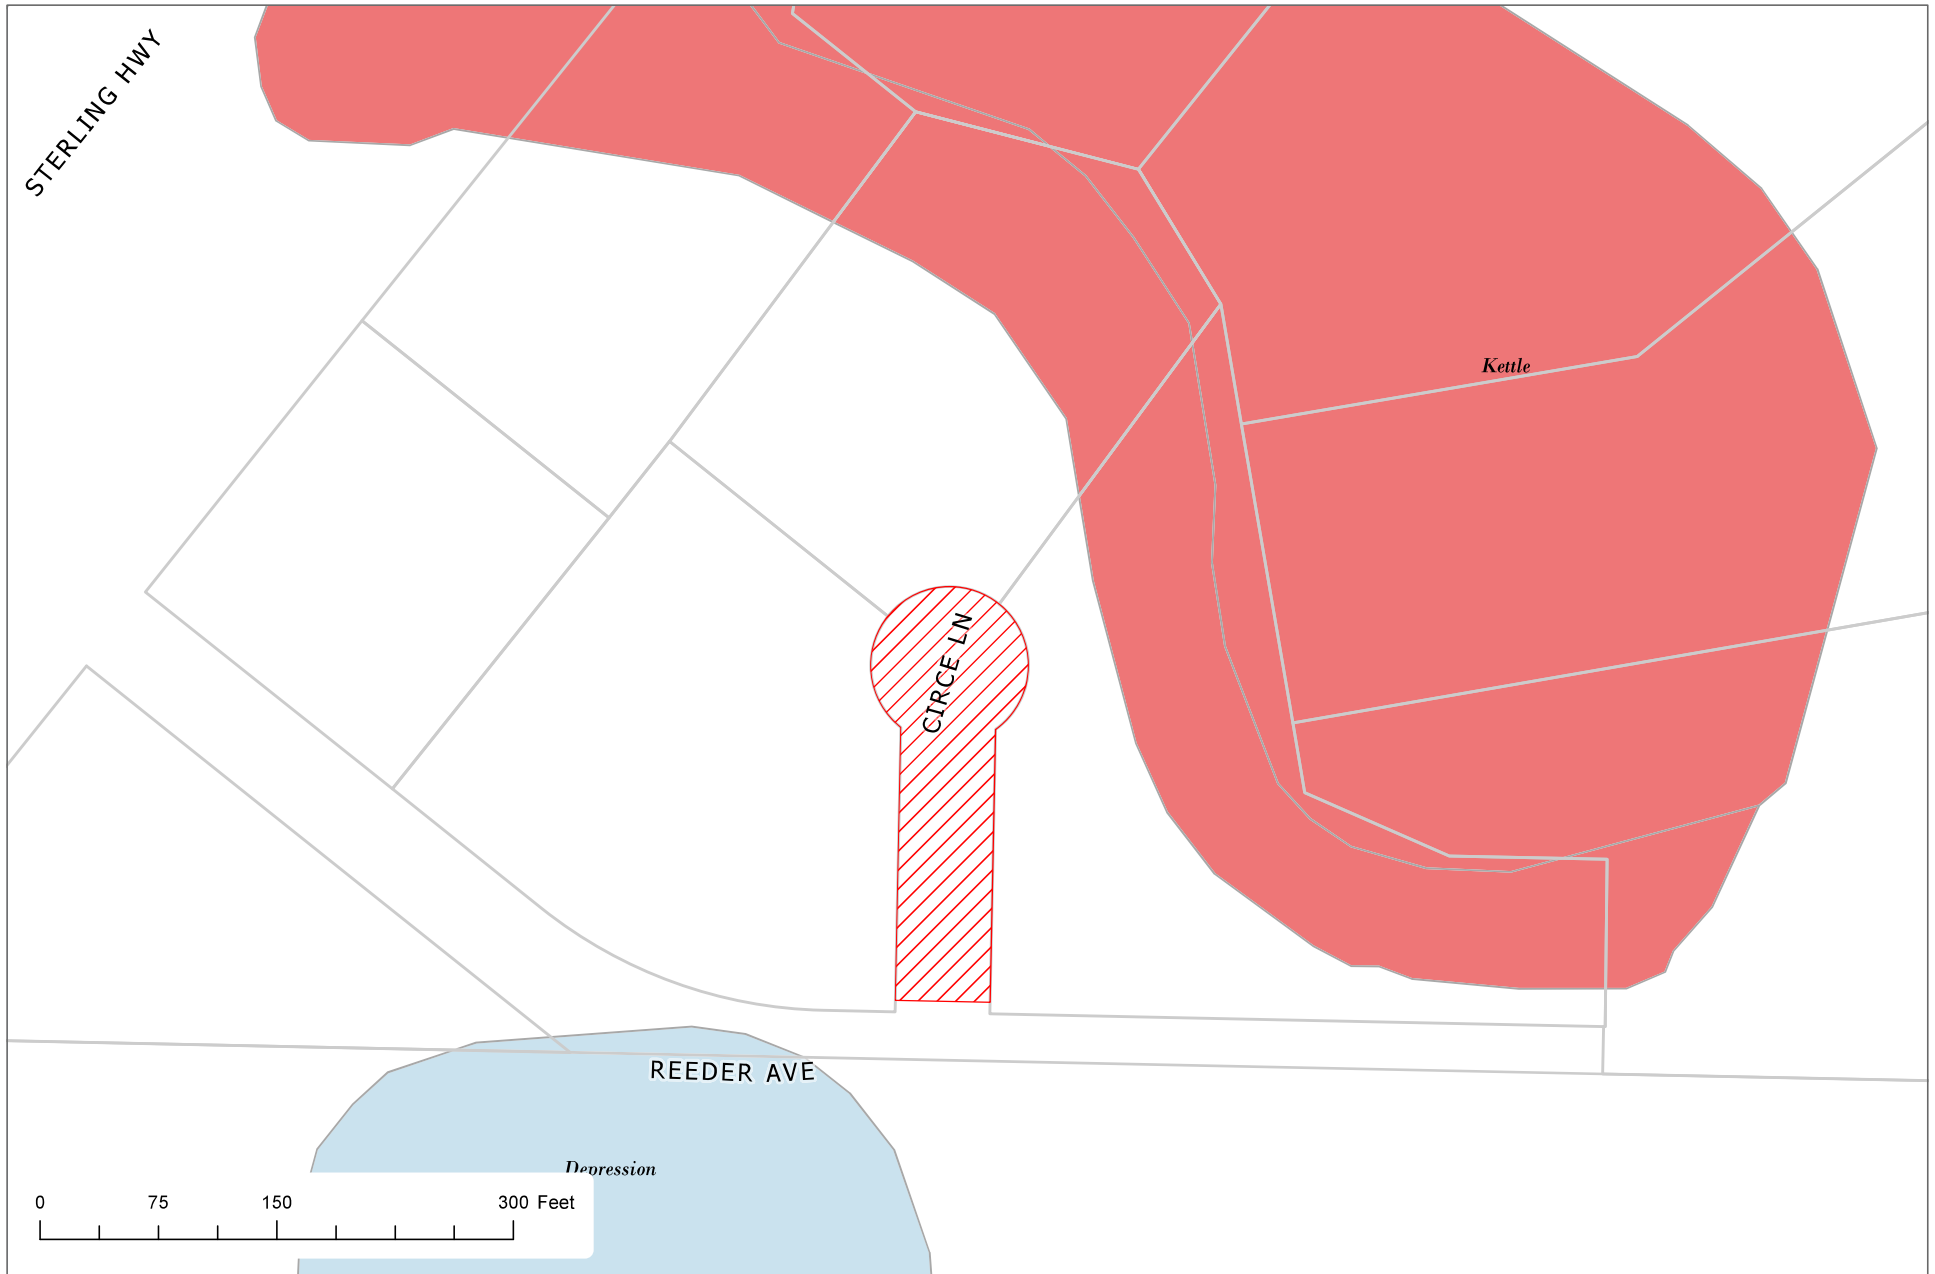 STERLING HWY
Kettle
CIRCE LN
REEDER AVE
Depression
0 75 150 300 Feet